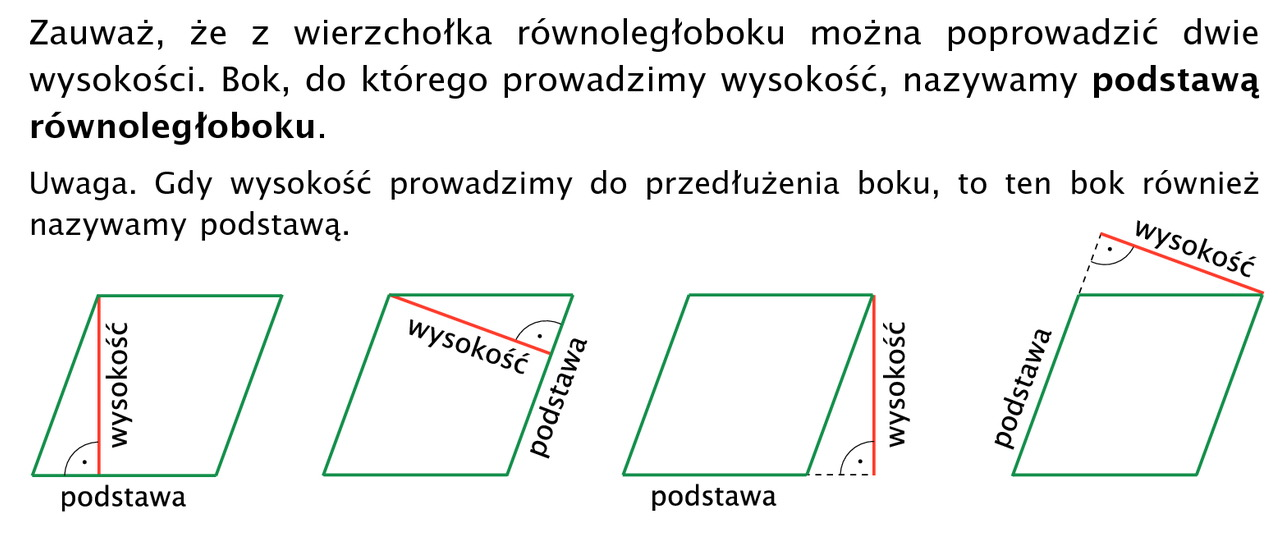 Zauważ, że z wierzchołka równoległoboku można poprowadzić dwie
wysokości. Bok, do którego prowadzimy wysokość, nazywamy podstawą
równoległoboku.
Uwaga. Gdy wysokość prowadzimy do przedłużenia boku, to ten bok również
nazywamy podstawą.
wysokość
podstawa
wysokość
podstawa
wysokość
podstawa
wysokość
podstawa